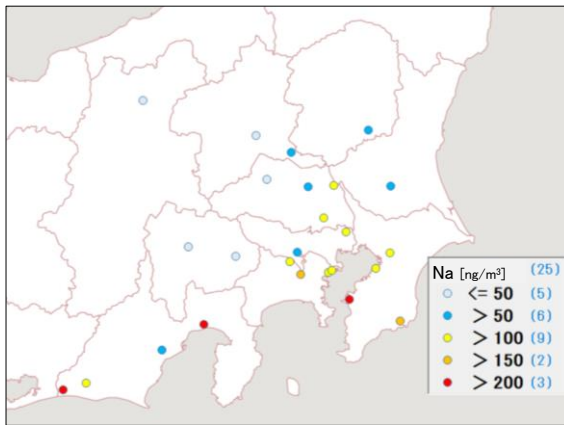 Na [ng/m³] (25)
<= 50 (5)
> 50 (6)
> 100 (9)
> 150 (2)
> 200 (3)